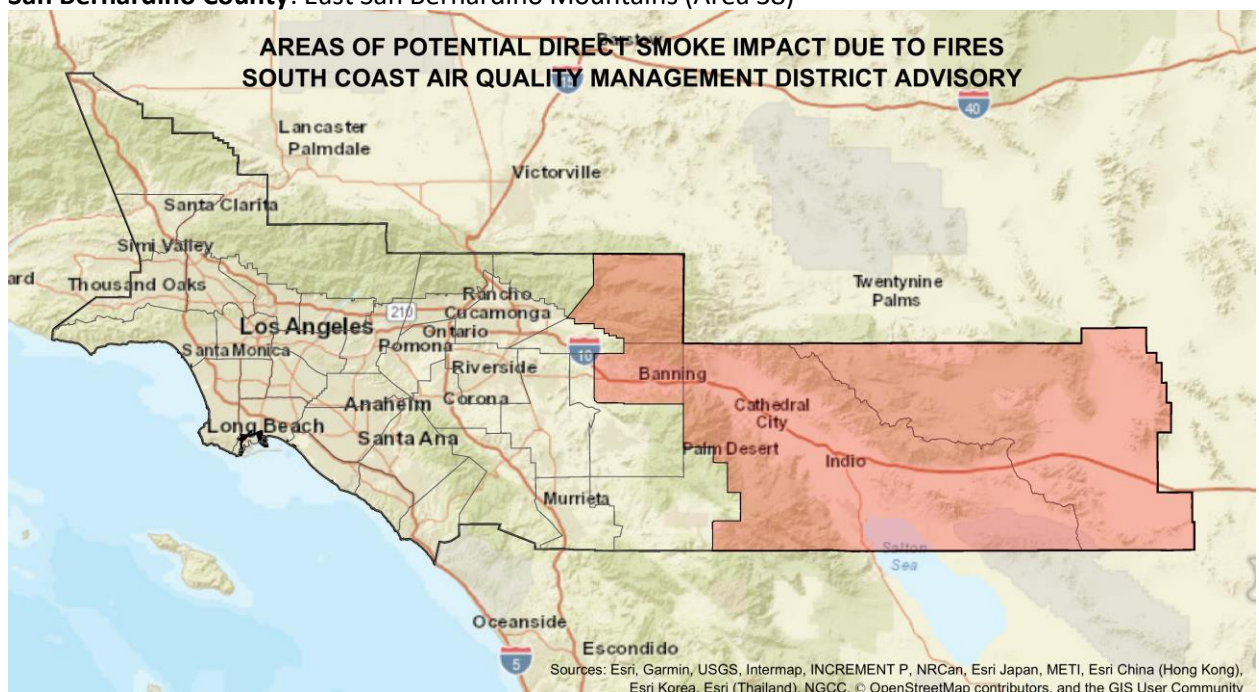 San Bernardino County: East San Bernardino Mountains (Area 38)
AREAS OF POTENTIAL DIRECT SMOKE IMPACT DUE TO FIRES
SOUTH COAST AIR QUALITY MANAGEMENT DISTRICT ADVISORY
Barstow
15
40
Lancaster
Palmdale
Victorville
Santa Clarita
Simi Valley
ard
Thousand Oaks
Twentynine
Palms
Rancho
Cucamonga
210
Los Angeles
Ontario
Pomona
Santa Monica
10
Riverside
Banning
Anaheim
Corona
Cathedral
City
Long Beach
Santa Ana
Palm Desert
Indio
Murrieta
Salton
Sea
Oceanside
Escondido
5
Sources: Esri, Garmin, USGS, Intermap, INCREMENT P, NRCan, Esri Japan, METI, Esri China (Hong Kong),
Esri Korea, Esri (Thailand), NGCC, © OpenStreetMap contributors, and the GIS User Community